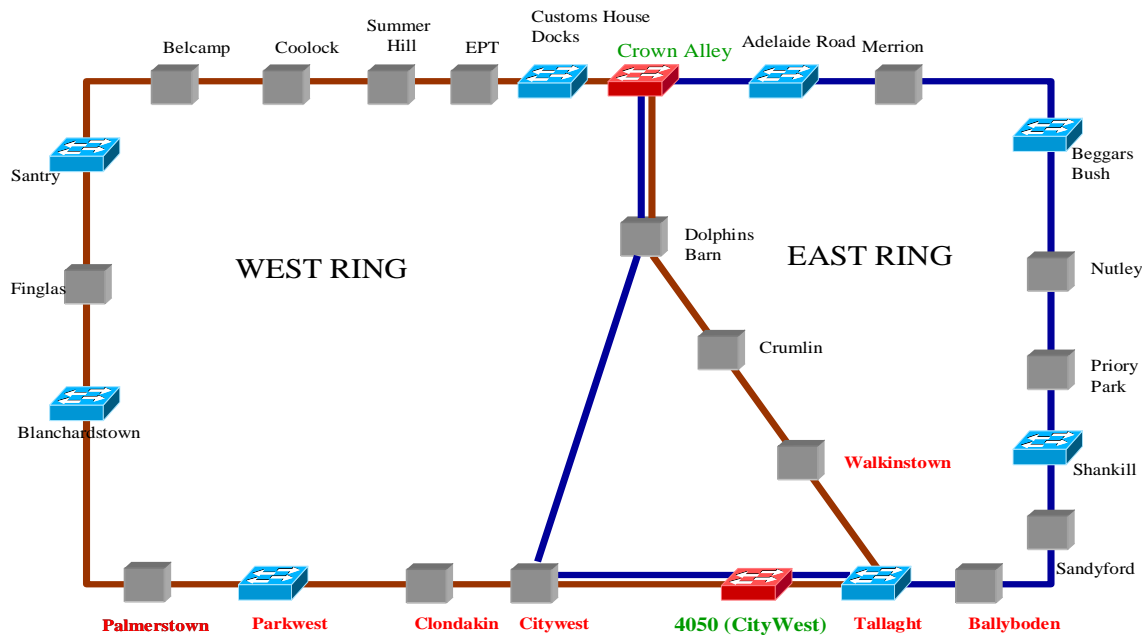 Customs House
Docks
Summer
Hill
Belcamp
Coolock
EPT
Crown Alley
Adelaide Road
Merrion
Santry
Beggars
Bush
Dolphins
Barn
WEST RING
EAST RING
Finglas
Nutley
Crumlin
Priory
Park
Blanchardstown
Walkinstown
Shankill
Sandyford
Palmerstown
Parkwest
Clondakin
Citywest
4050 (CityWest)
Tallaght
Ballyboden